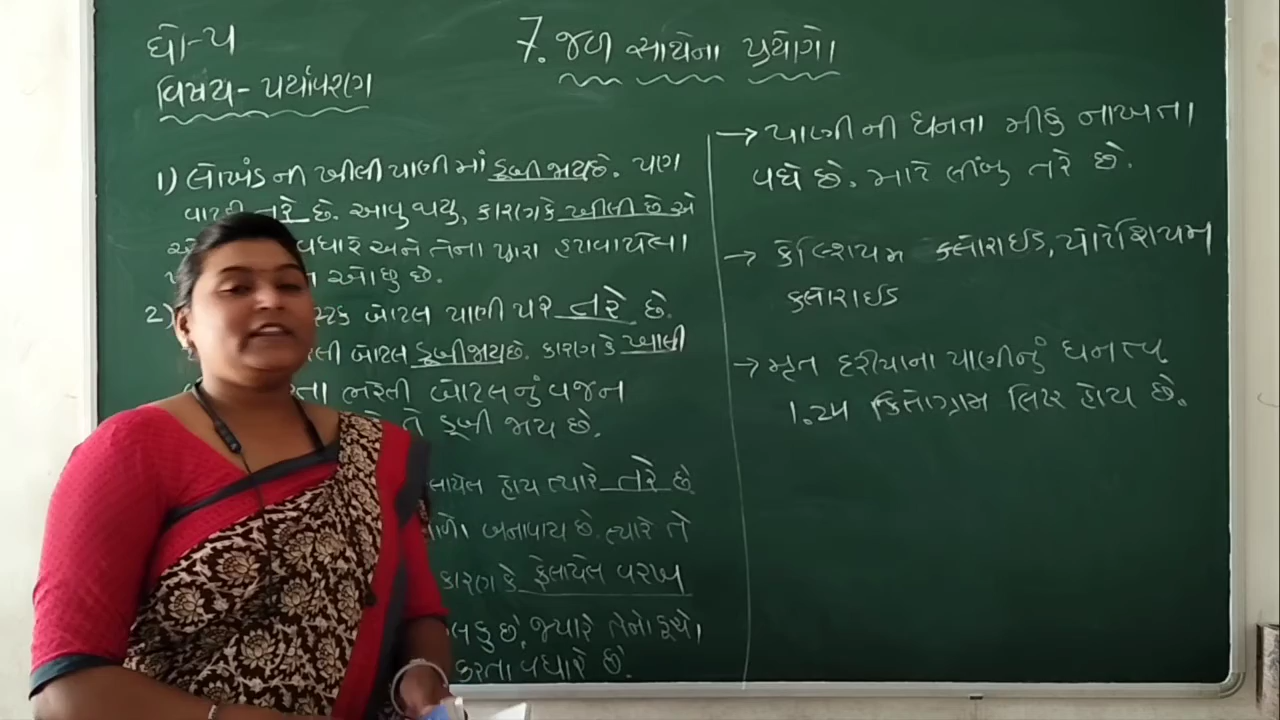 ધો-૫
7. જળ સાથેના પ્રયોગો
વિષય - પર્યાવરણ
1) લોખંડ ની ખીલી પાણી માં ડૂબી જાય છે. પણ
વાટકી તરે છે. આવુ થયુ, કારણકે ખીલી છે એ
વધારે અને તેના દ્વારા હટાવાયેલા
ઓછુ છે.
2) બોટલ પાણી પર તરે છે.
બોટલ ડૂબી જાય છે. કારણ કે ખાલી
ભરેલી બોટલ નું વજન
તે ડૂબી જાય છે.
હોય ત્યારે તરે છે
બનાવાય છે. ત્યારે તે
કારણ કે ફેલાયેલ વરખ
છે, જ્યારે તેનો કૂચો
કરતા વધારે છે.
→ પાણી ની ઘનતા મીઠુ નાખતા
વધે છે. માટે લીંબુ તરે છે.
→ કેલ્શિયમ ક્લોરાઇડ, પોટેશિયમ
ક્લોરાઇડ
→ મૃત દરીયાના પાણીનું ઘનત્વ
1.24 કિલોગ્રામ લિટર હોય છે.